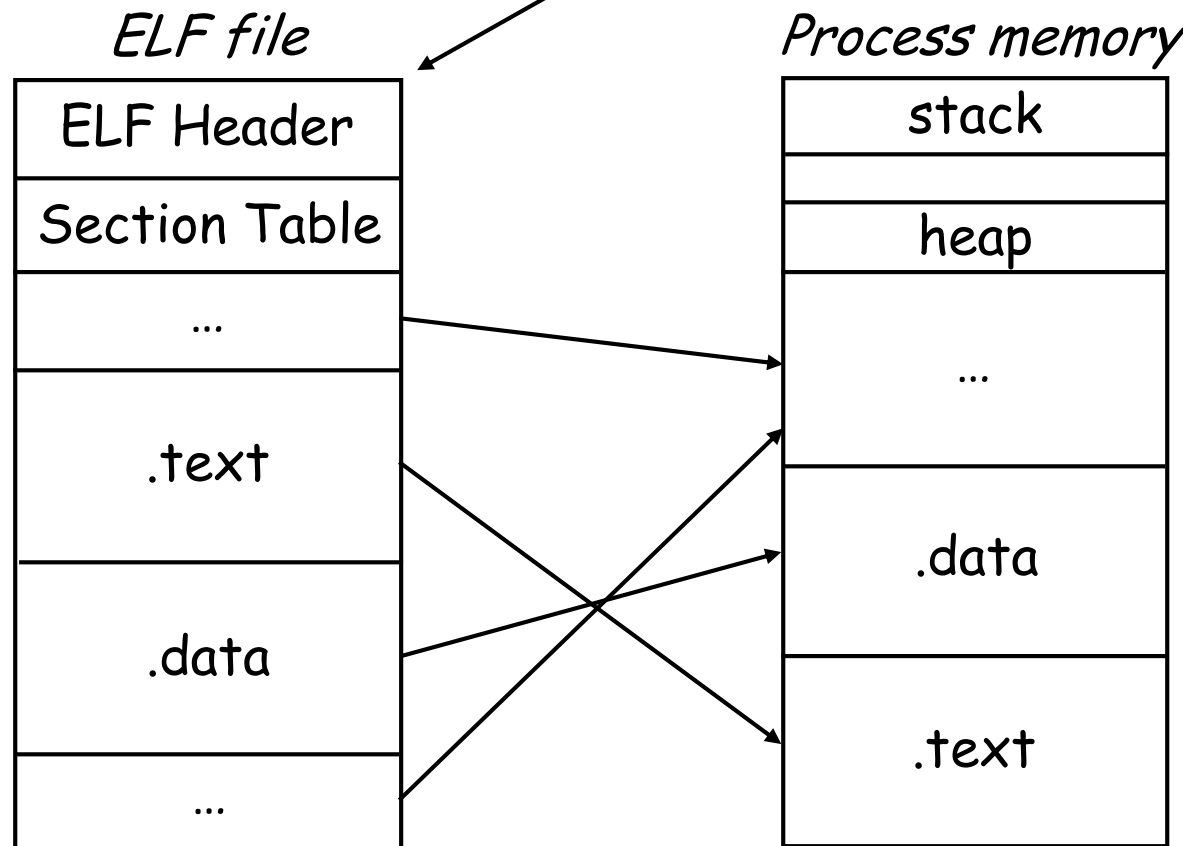 ELF file
ELF Header
Section Table
...
.text
.data
...
Process memory
stack
heap
...
.data
.text